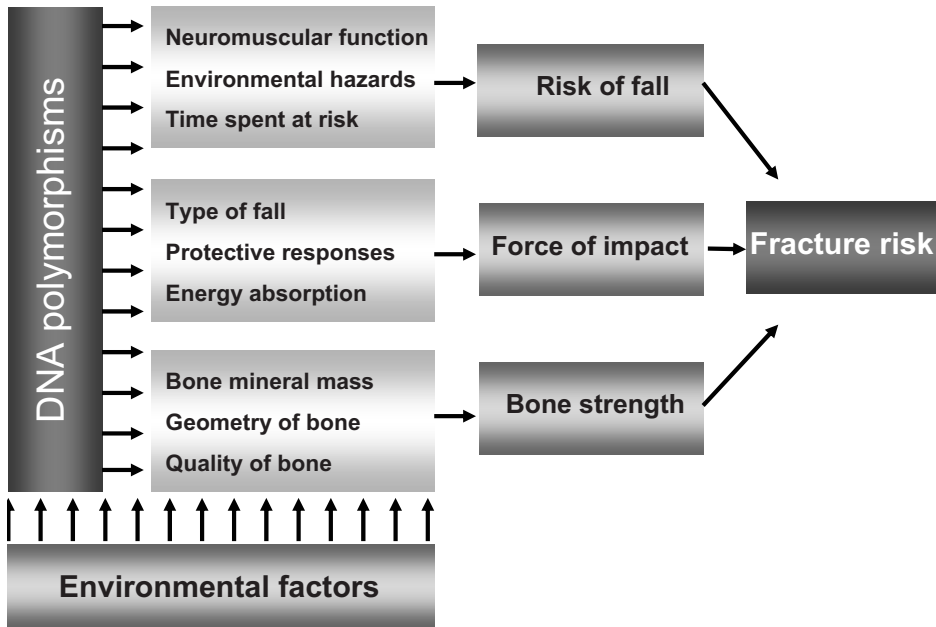 DNA polymorphisms
Neuromuscular function
Environmental hazards
Time spent at risk
Risk of fall
Type of fall
Protective responses
Energy absorption
Force of impact
Fracture risk
Bone mineral mass
Geometry of bone
Quality of bone
Bone strength
Environmental factors